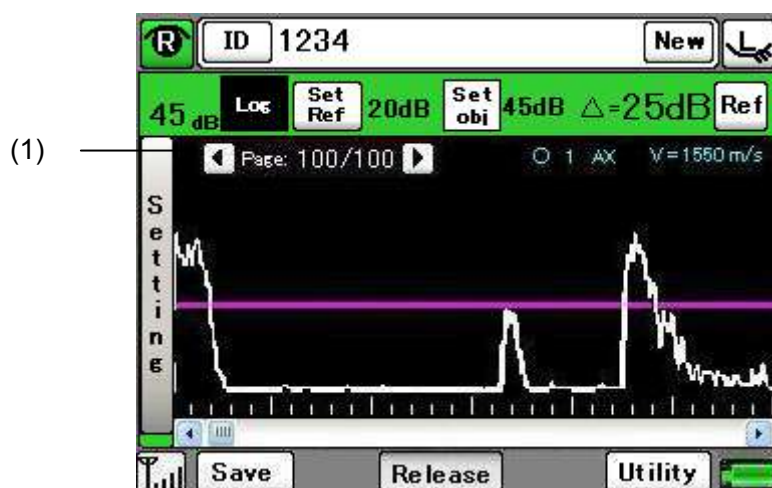 R ID 1234 New L
45 dB Log Set Ref 20dB Set obj 45dB △=25dB Ref
(1)
Page: 100/100 O 1 AX V=1550 m/s
Setting
Save Release Utility